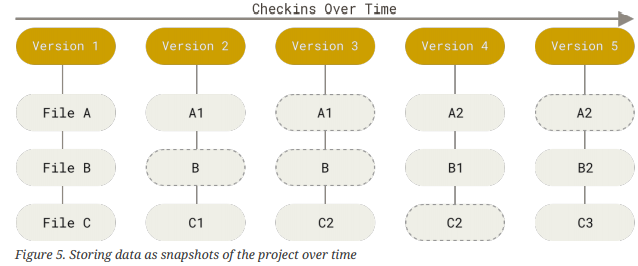 Checkins Over Time
Version 1 Version 2 Version 3 Version 4 Version 5
File A A1 A1 A2 A2
File B B B B1 B2
File C C1 C2 C2 C3
Figure 5. Storing data as snapshots of the project over time